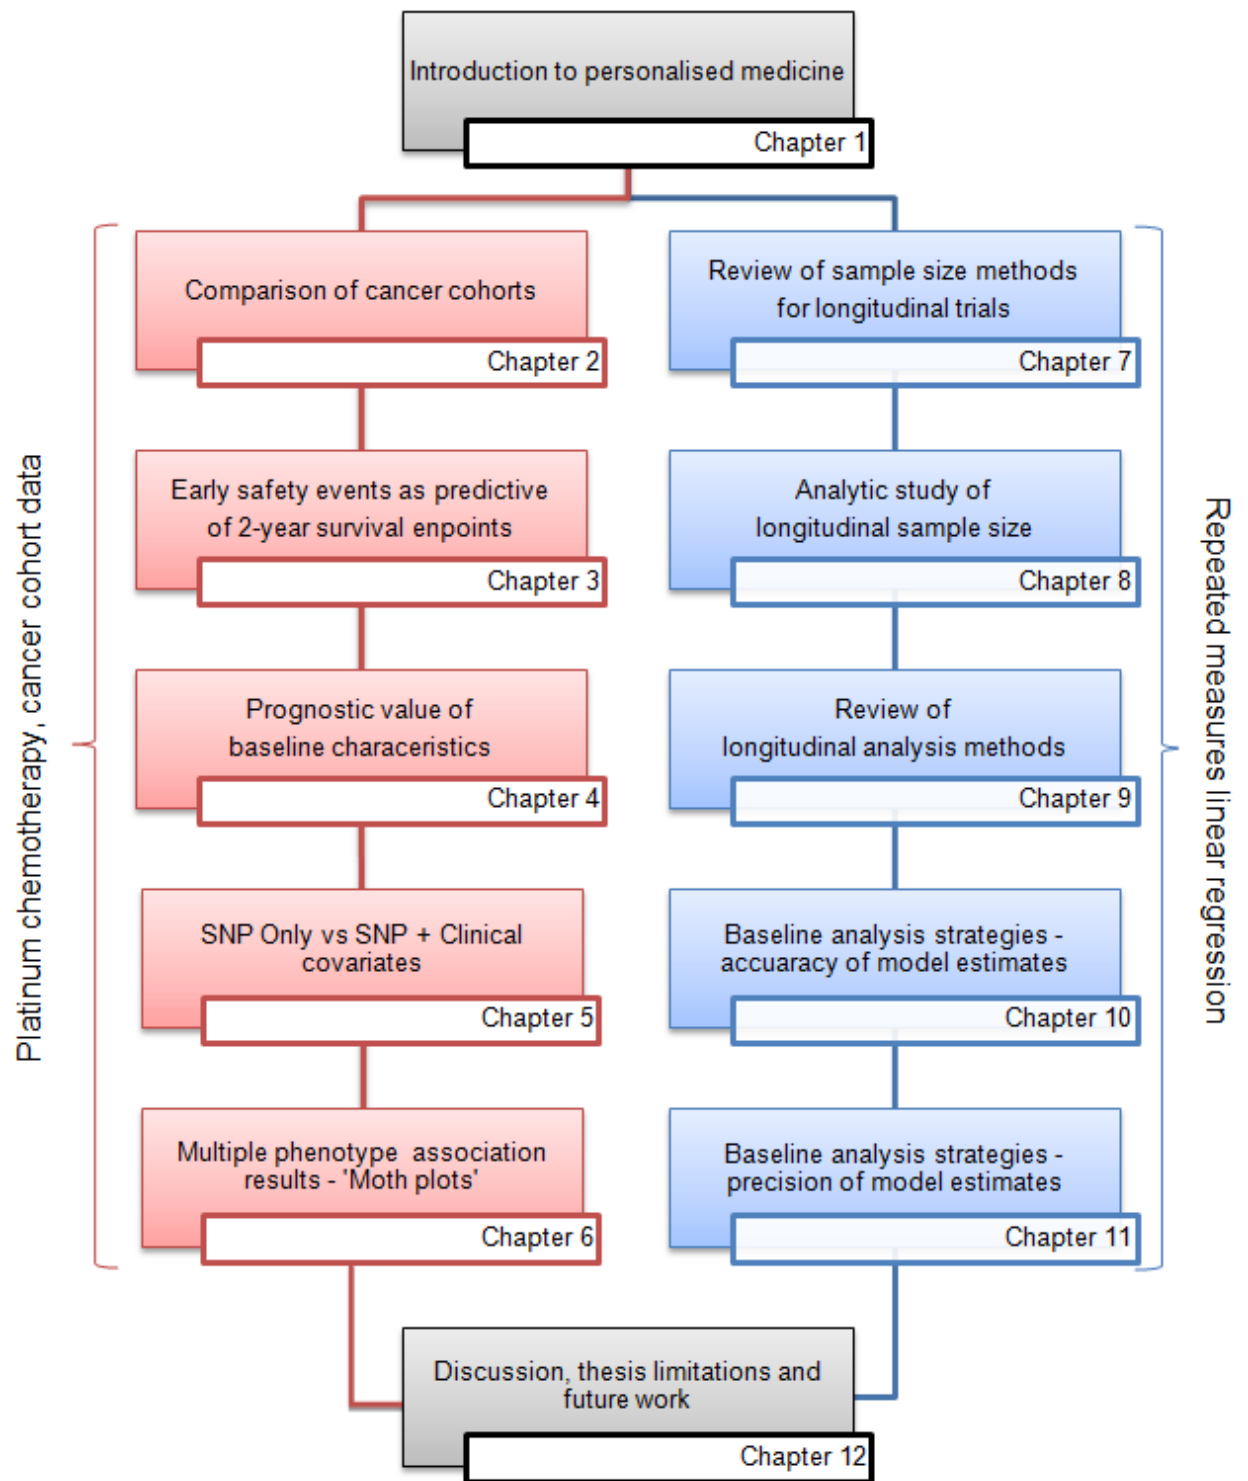 Introduction to personalised medicine
Chapter 1
Platinum chemotherapy, cancer cohort data
Comparison of cancer cohorts
Chapter 2
Early safety events as predictive
of 2-year survival enpoints
Chapter 3
Prognostic value of
baseline characeristics
Chapter 4
SNP Only vs SNP + Clinical
covariates
Chapter 5
Multiple phenotype association
results - 'Moth plots'
Chapter 6
Review of sample size methods
for longitudinal trials
Chapter 7
Analytic study of
longitudinal sample size
Chapter 8
Review of
longitudinal analysis methods
Chapter 9
Baseline analysis strategies -
accuaracy of model estimates
Chapter 10
Baseline analysis strategies -
precision of model estimates
Chapter 11
Repeated measures linear regression
Discussion, thesis limitations and
future work
Chapter 12